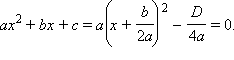 ax² + bx + c = a(x + b/2a)² − D/4a = 0.